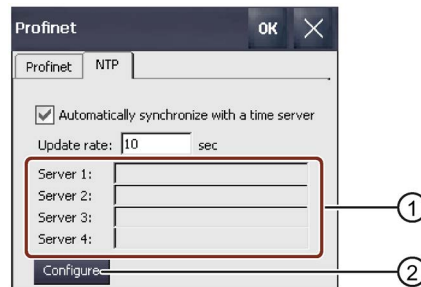 Profinet OK
Profinet NTP
Automatically synchronize with a time server
Update rate: 10 sec
Server 1:
Server 2:
Server 3:
Server 4:
1
Configure
2